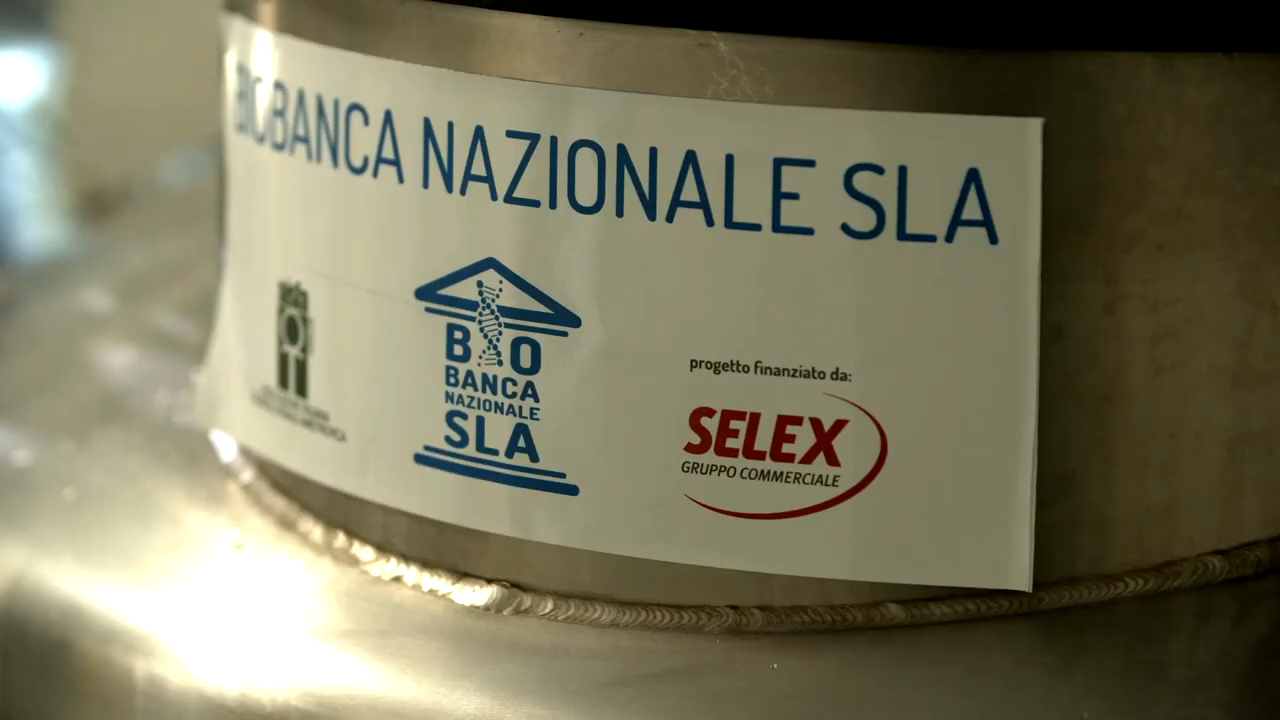 BIOBANCA NAZIONALE SLA
BIO
BANCA
NAZIONALE
SLA
progetto finanziato da:
SELEX
GRUPPO COMMERCIALE